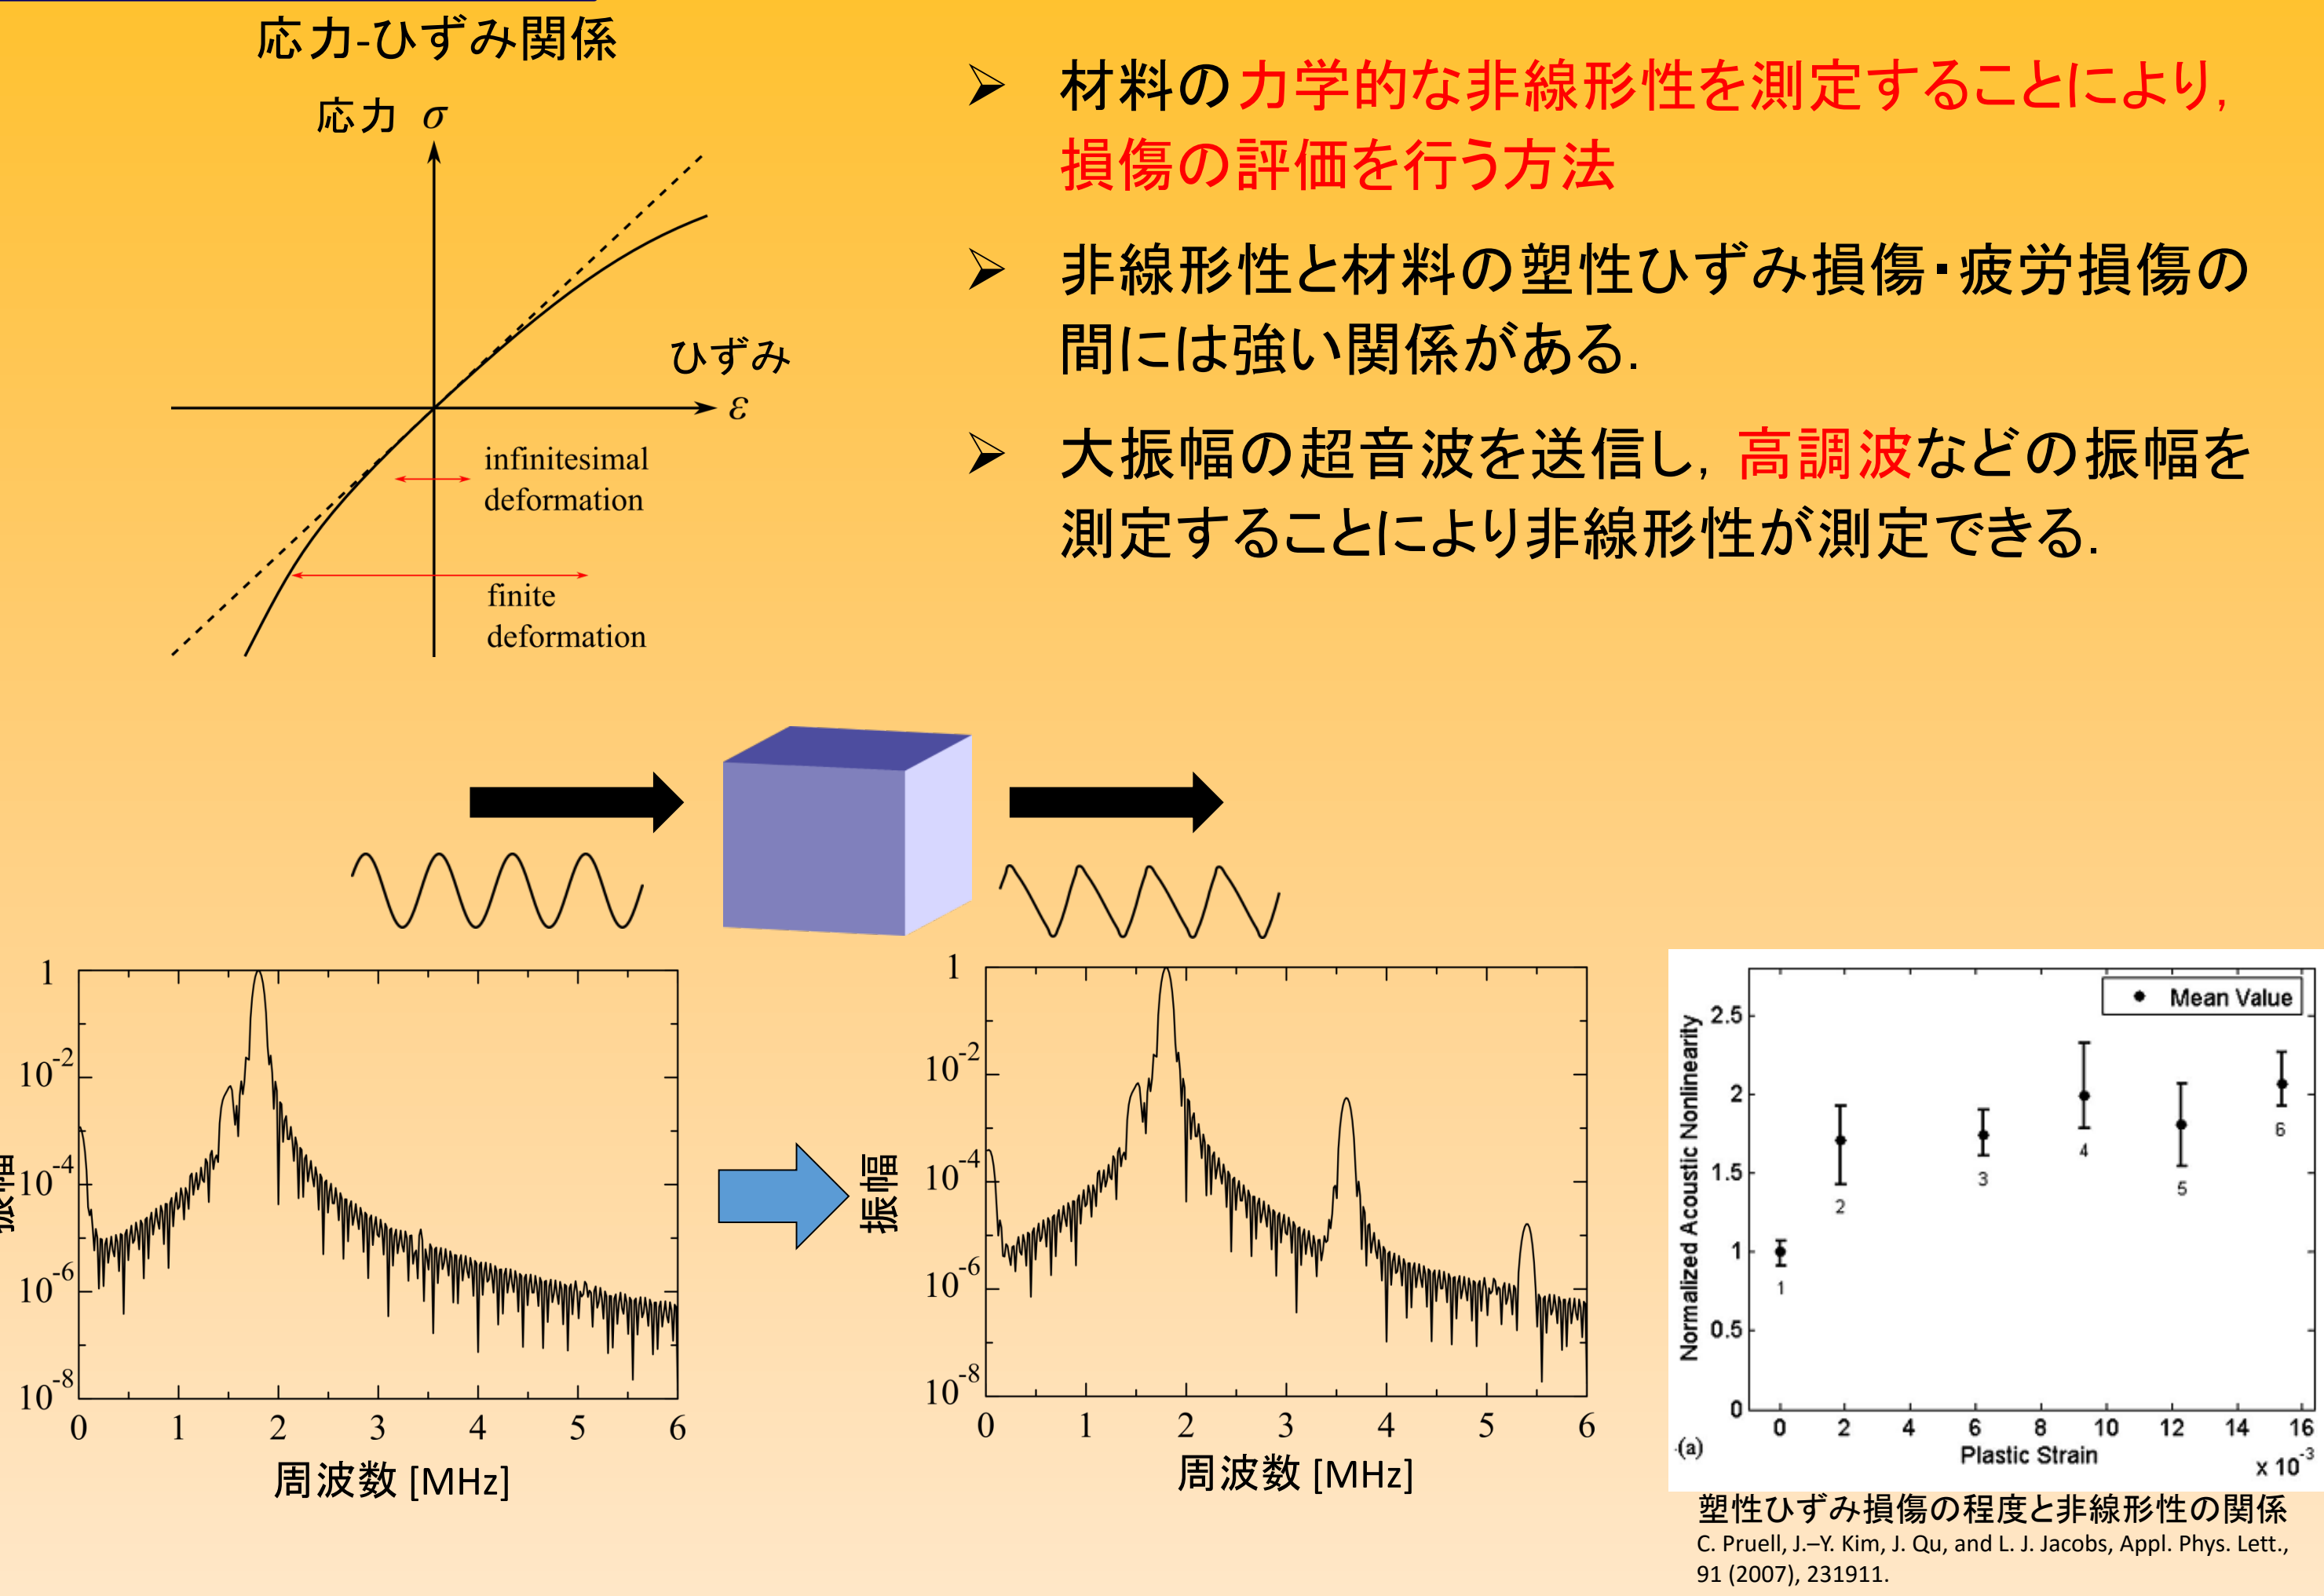 応力-ひずみ関係
応力 σ
ひずみ
ε
infinitesimal
deformation
finite
deformation
➢ 材料の力学的な非線形性を測定することにより,
損傷の評価を行う方法
➢ 非線形性と材料の塑性ひずみ損傷・疲労損傷の
間には強い関係がある.
➢ 大振幅の超音波を送信し, 高調波などの振幅を
測定することにより非線形性が測定できる.
1
10^-2
10^-4
10^-6
10^-8
0 1 2 3 4 5 6
周波数 [MHz]
振幅
1
10^-2
10^-4
10^-6
10^-8
0 1 2 3 4 5 6
周波数 [MHz]
Normalized Acoustic Nonlinearity
Mean Value
2.5
2
1.5
1
0.5
0
1
2
3
4
5
6
0 2 4 6 8 10 12 14 16
(a)
Plastic Strain
x 10^-3
塑性ひずみ損傷の程度と非線形性の関係
C. Pruell, J.–Y. Kim, J. Qu, and L. J. Jacobs, Appl. Phys. Lett.,
91 (2007), 231911.